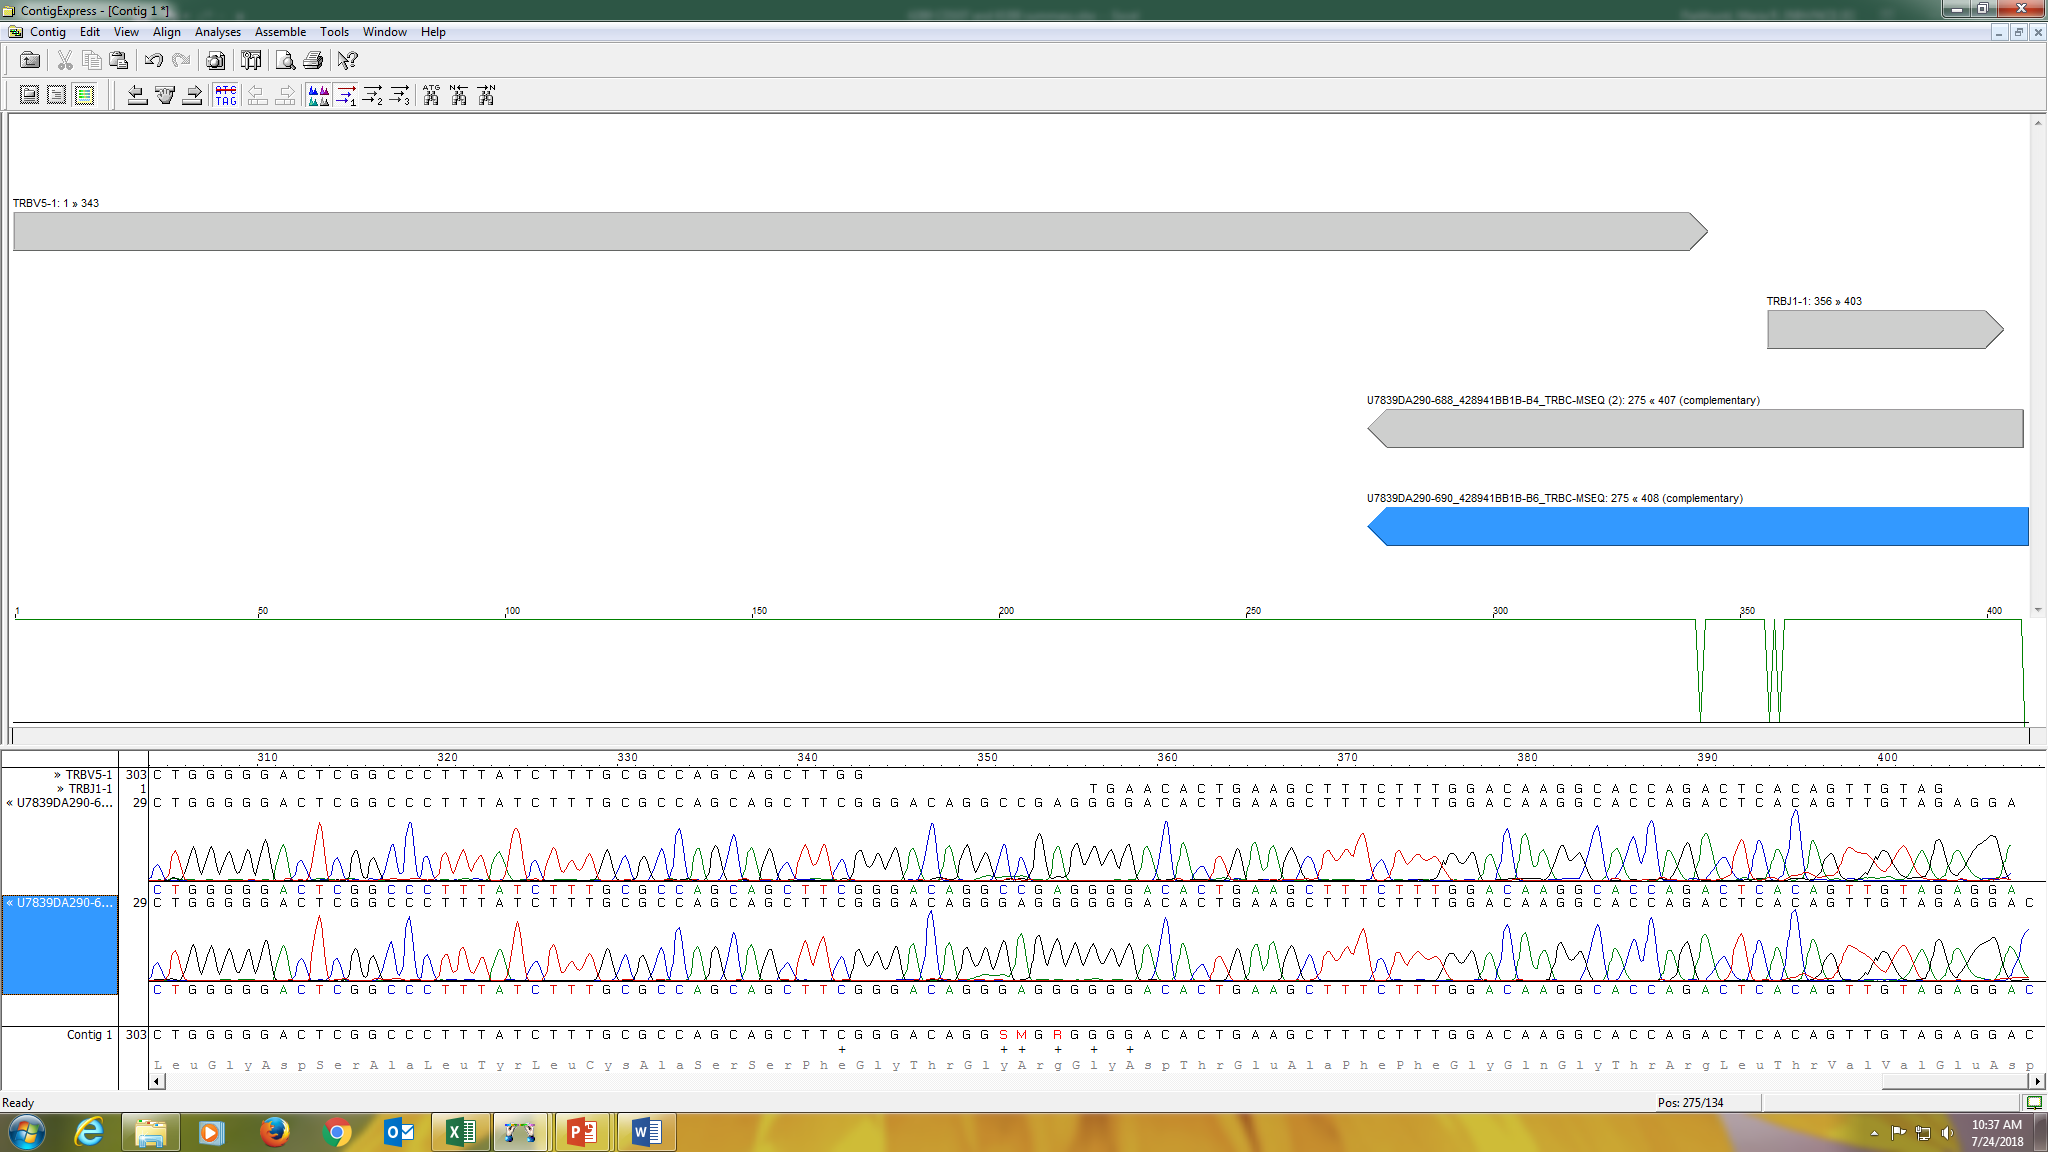 ContigExpress - [Contig 1 *]
Contig Edit View Align Analyses Assemble Tools Window Help
TRBV5-1: 1 » 343
TRBJ1-1: 356 » 403
U7839DA290-688_428941BB1B-B4_TRBC-MSEQ (2): 275 « 407 (complementary)
U7839DA290-690_428941BB1B-B6_TRBC-MSEQ: 275 « 408 (complementary)
1 50 100 150 200 250 300 350 400
310 320 330 340 350 360 370 380 390 400
» TRBV5-1 303 C T G G G G G A C T C G G C C C T T T A T C T T T G C G C C A G C A G C T T G G
» TRBJ1-1 1 T G A A C A C T G A A G C T T T C T T T G G A C A A G G C A C C A G A C T C A C A G T T G T A G
« U7839DA290-6... 29 C T G G G G G A C T C G G C C C T T T A T C T T T G C G C C A G C A G C T T C G G G A C A G G C C G A G G G G A C A C T G A A G C T T T C T T T G G A C A A G G C A C C A G A C T C A C A G T T G T A G A G G A
C T G G G G G A C T C G G C C C T T T A T C T T T G C G C C A G C A G C T T C G G G A C A G G C C G A G G G G A C A C T G A A G C T T T C T T T G G A C A A G G C A C C A G A C T C A C A G T T G T A G A G G A
« U7839DA290-6... 29 C T G G G G G A C T C G G C C C T T T A T C T T T G C G C C A G C A G C T T C G G G A C A G G G A G G G G G G A C A C T G A A G C T T T C T T T G G A C A A G G C A C C A G A C T C A C A G T T G T A G A G G A C
C T G G G G G A C T C G G C C C T T T A T C T T T G C G C C A G C A G C T T C G G G A C A G G G A G G G G G G A C A C T G A A G C T T T C T T T G G A C A A G G C A C C A G A C T C A C A G T T G T A G A G G A C
Contig 1 303 C T G G G G G A C T C G G C C C T T T A T C T T T G C G C C A G C A G C T T C G G G A C A G G S M G R G G G G A C A C T G A A G C T T T C T T T G G A C A A G G C A C C A G A C T C A C A G T T G T A G A G G A C
+ + + + + +
L e u G l y A s p S e r A l a L e u T y r L e u C y s A l a S e r S e r P h e G l y T h r G l y A r g G l y A s p T h r G l u A l a P h e P h e G l y G l n G l y T h r A r g L e u T h r V a l V a l G l u A s p
Ready
Pos: 275/134
10:37 AM
7/24/2018